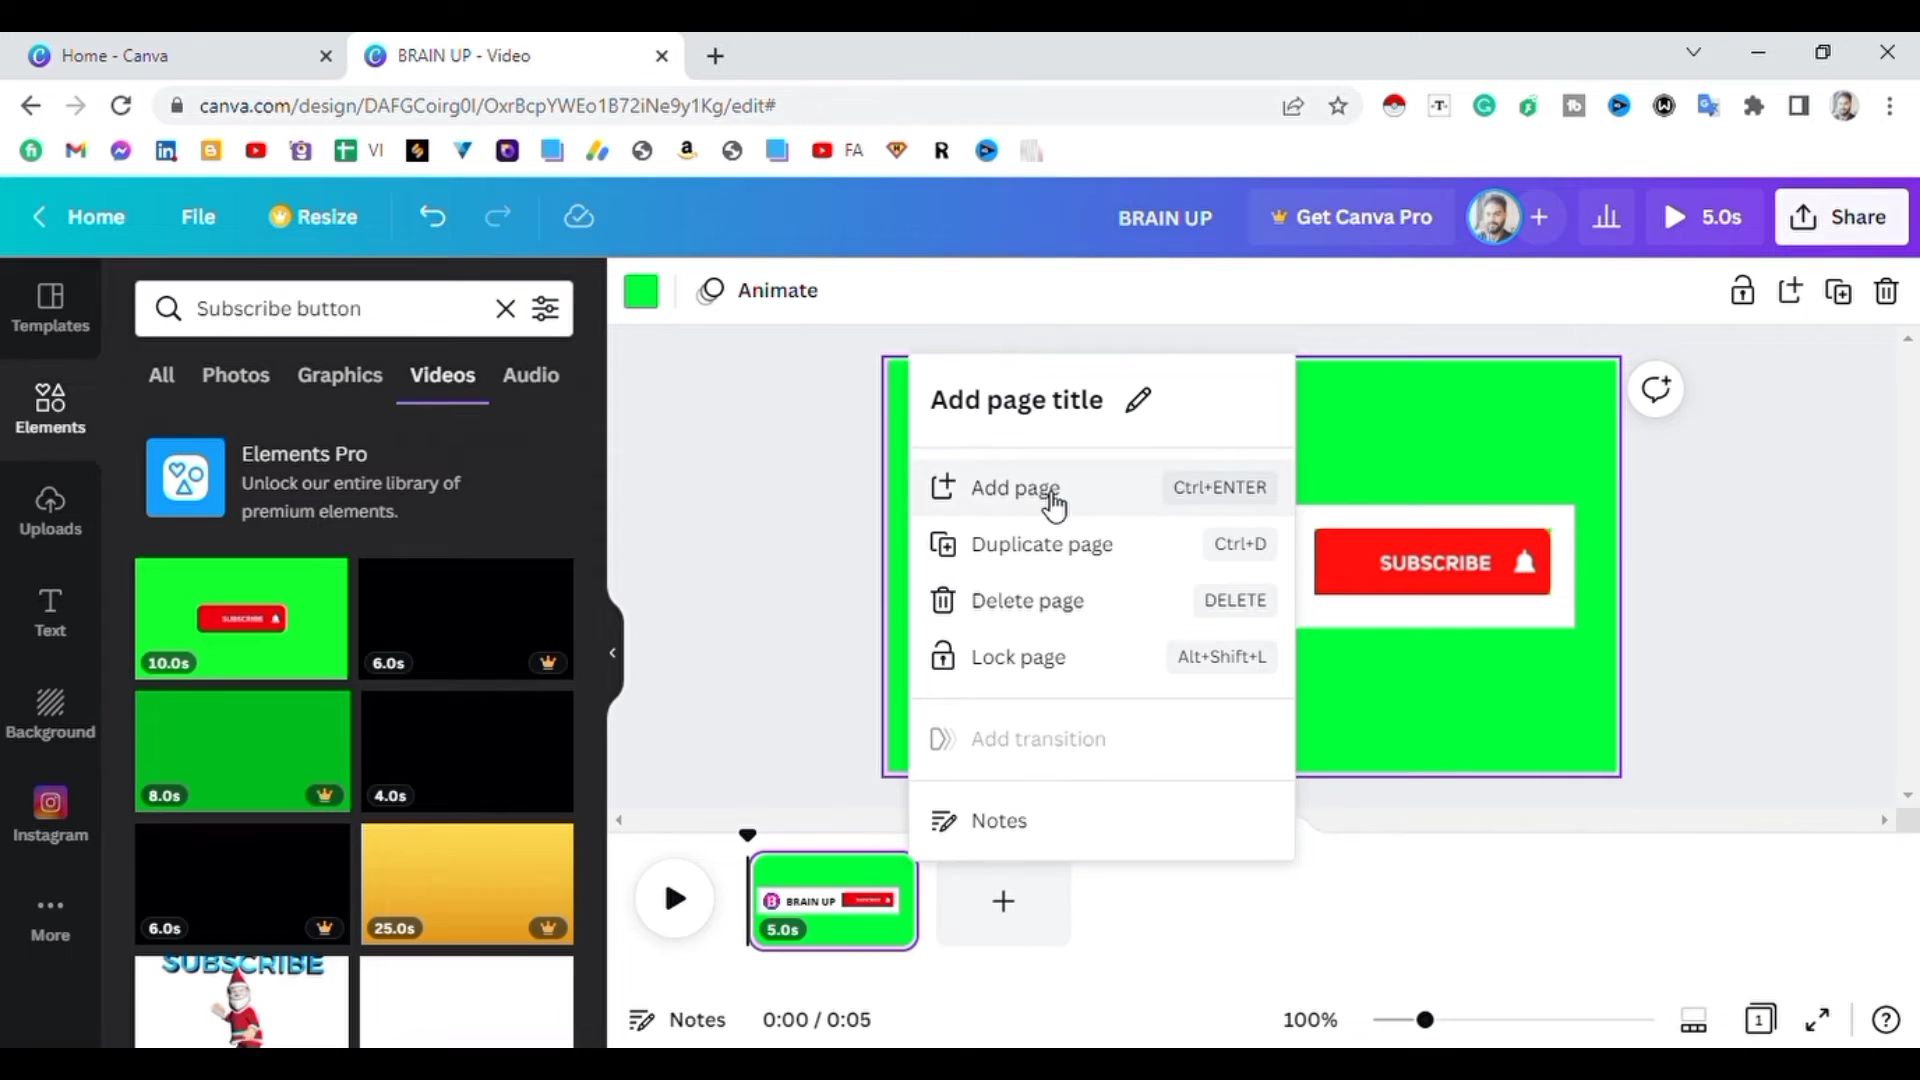 Home - Canva
BRAIN UP - Video
canva.com/design/DAFGCoirg0I/OxrBcpYWEo1B72iNe9y1Kg/edit#
VI
FA
Home
File
Resize
BRAIN UP
Get Canva Pro
5.0s
Share
Templates
Elements
Uploads
Text
Background
Instagram
More
Subscribe button
All
Photos
Graphics
Videos
Audio
Elements Pro
Unlock our entire library of
premium elements.
SUBSCRIBE
10.0s
6.0s
8.0s
4.0s
6.0s
25.0s
SUBSCRIBE
Animate
Add page title
Add page
Ctrl+ENTER
Duplicate page
Ctrl+D
Delete page
DELETE
Lock page
Alt+Shift+L
Add transition
Notes
SUBSCRIBE
B BRAIN UP
5.0s
Notes
0:00 / 0:05
100%
1